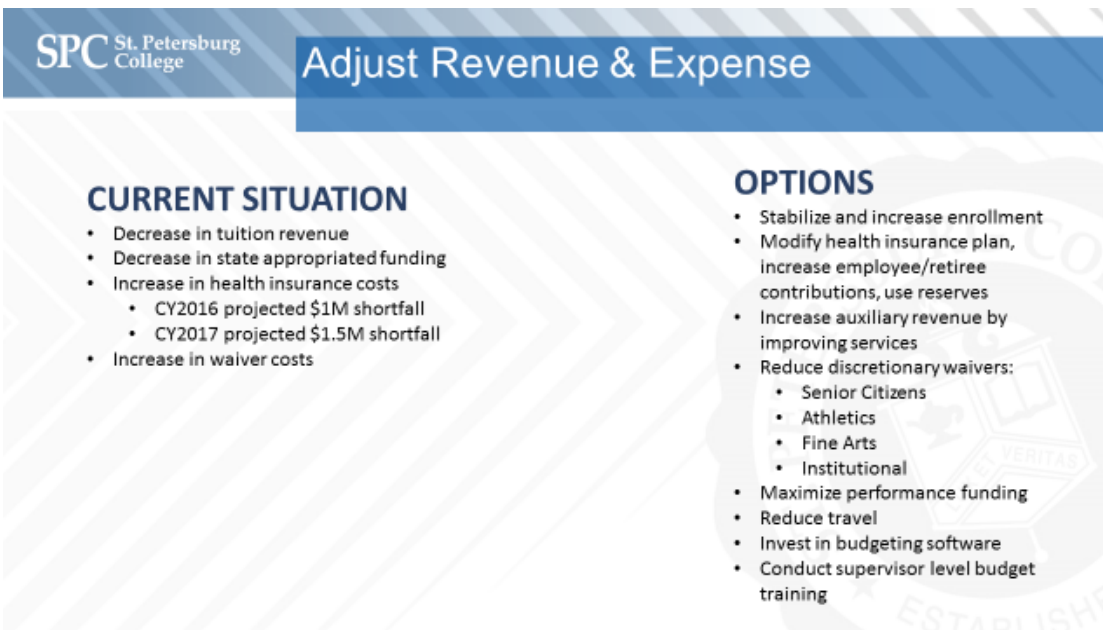 SPC St. Petersburg
College
Adjust Revenue & Expense
CURRENT SITUATION
• Decrease in tuition revenue
• Decrease in state appropriated funding
• Increase in health insurance costs
• CY2016 projected $1M shortfall
• CY2017 projected $1.5M shortfall
• Increase in waiver costs
OPTIONS
• Stabilize and increase enrollment
• Modify health insurance plan,
increase employee/retiree
contributions, use reserves
• Increase auxiliary revenue by
improving services
• Reduce discretionary waivers:
• Senior Citizens
• Athletics
• Fine Arts
• Institutional
• Maximize performance funding
• Reduce travel
• Invest in budgeting software
• Conduct supervisor level budget
training
ET VERITAS